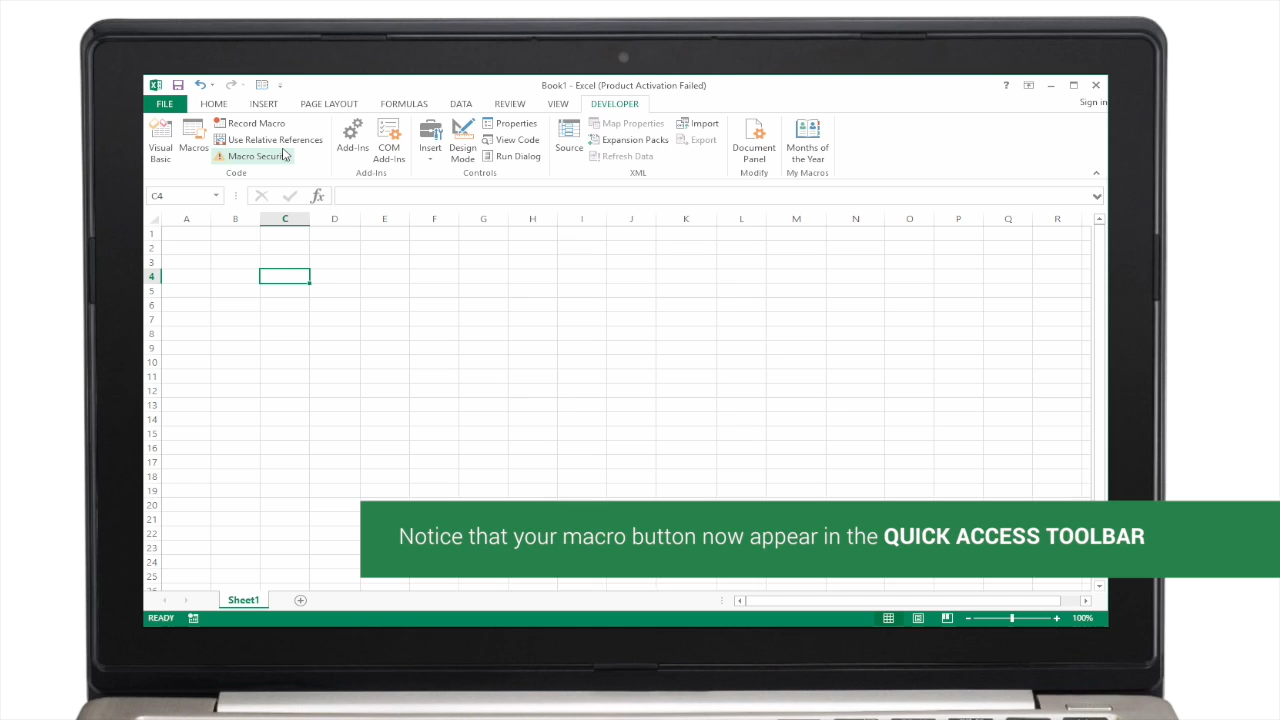 Book1 - Excel (Product Activation Failed)
?
FILE HOME INSERT PAGE LAYOUT FORMULAS DATA REVIEW VIEW DEVELOPER Sign in
Visual Basic
Macros
Record Macro
Use Relative References
Macro Securi
Code
Add-Ins
COM Add-Ins
Add-Ins
Insert
Design Mode
Properties
View Code
Run Dialog
Controls
Source
Map Properties
Expansion Packs
Refresh Data
Import
Export
XML
Document Panel
Modify
Months of the Year
My Macros
C4
fx
A B C D E F G H I J K L M N O P Q R
1
2
3
4
5
6
7
8
9
10
11
12
13
14
15
16
17
18
19
20
21
22
23
24
25
Notice that your macro button now appear in the QUICK ACCESS TOOLBAR
Sheet1
READY
100%